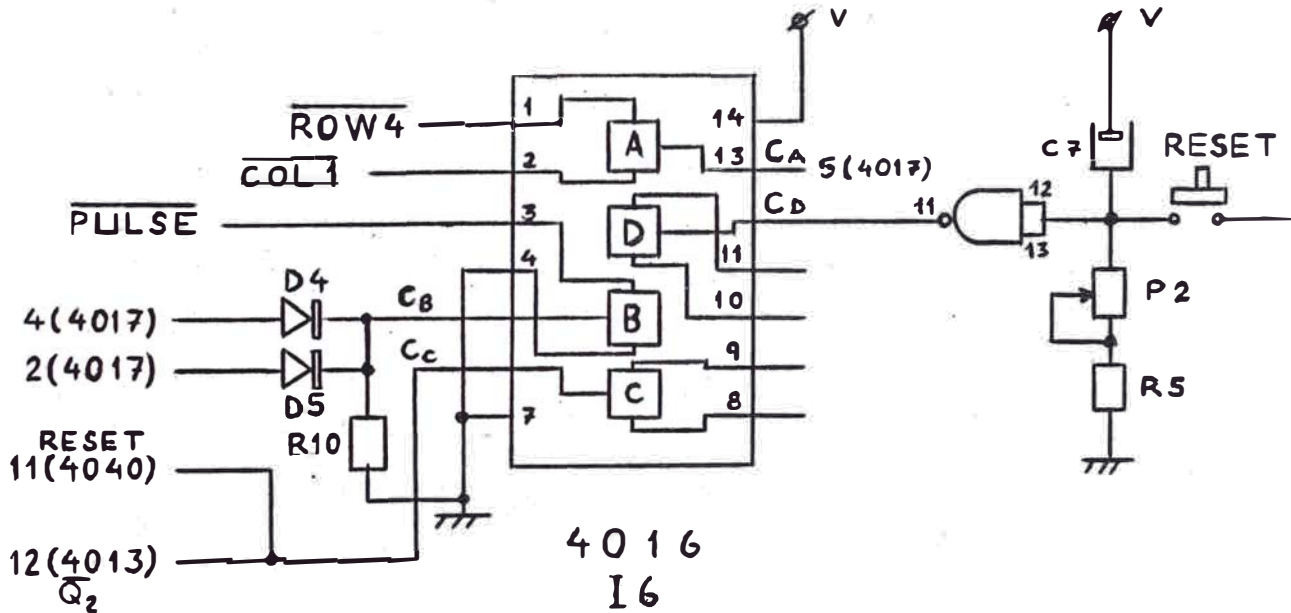 V
V
ROW4
1
14
A
C7
RESET
COL 1
2
13
CA
5(4017)
12
PULSE
3
D
CD
11
13
4
11
D4
10
P2
4(4017)
CB
B
CC
9
2(4017)
D5
C
8
R5
7
RESET
R10
11(4040)
4016
12(4013)
Q2
I6